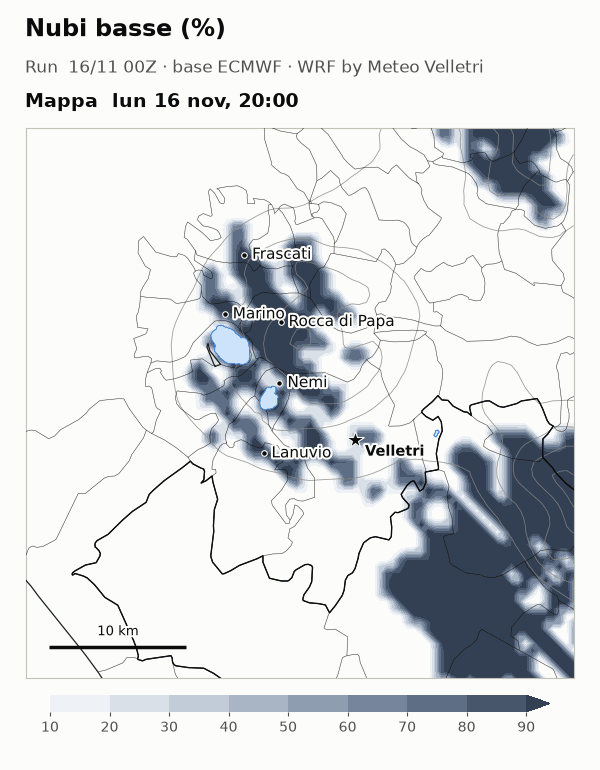 Nubi basse (%)
Run  16/11 00Z · base ECMWF · WRF by Meteo Velletri
Mappa  lun 16 nov, 20:00
Frascati
Marino
Rocca di Papa
Nemi
Velletri
Lanuvio
10 km
10 20 30 40 50 60 70 80 90